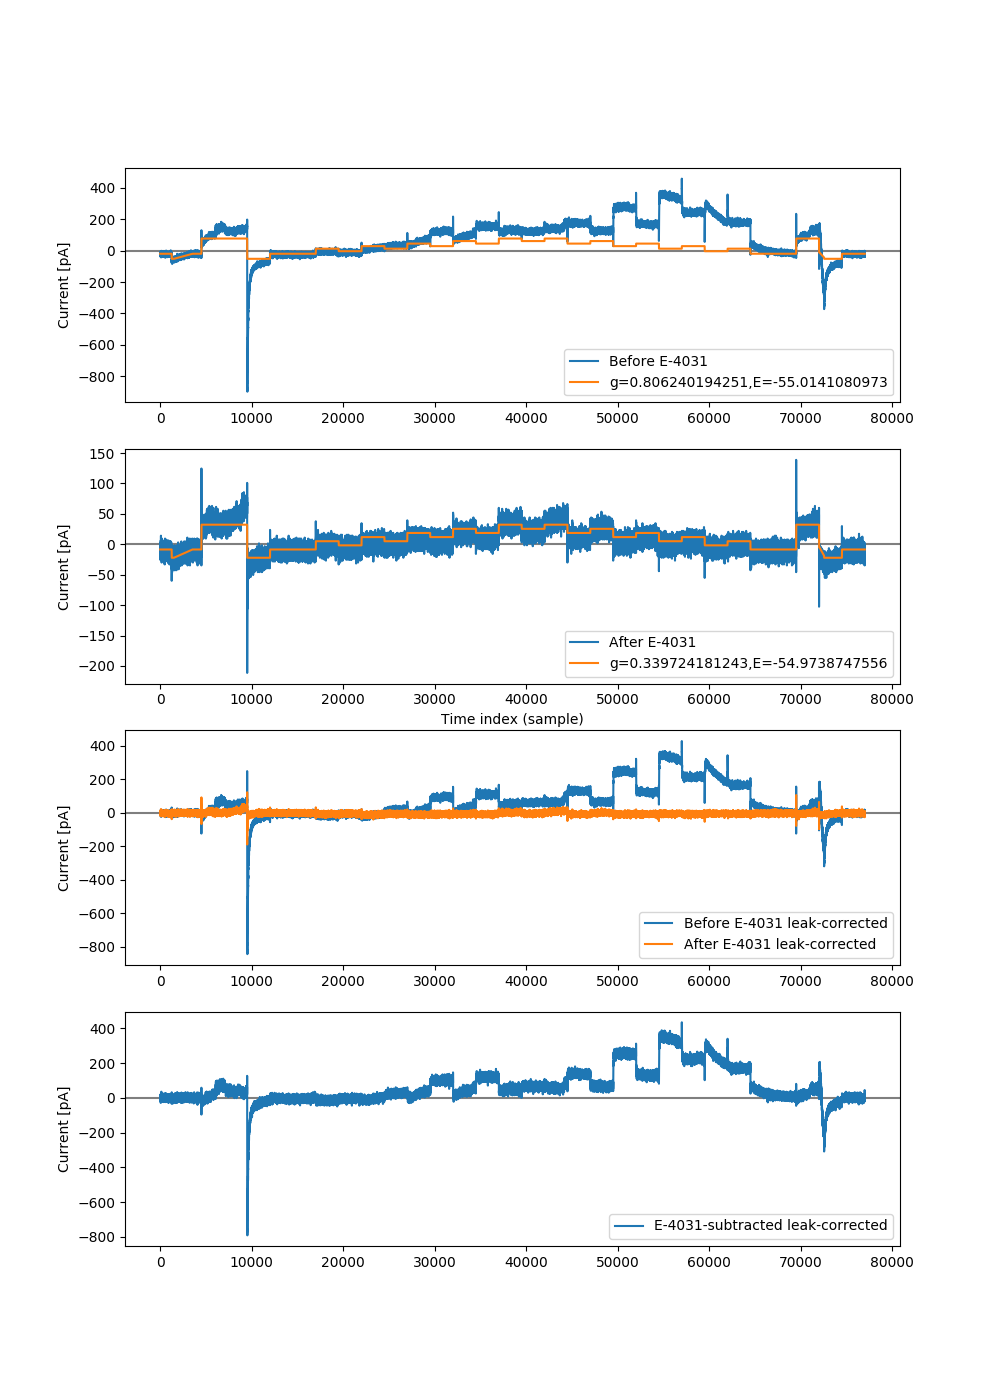 400
200
0
−200
−400
−600
−800
Current [pA]
Before E-4031
g=0.806240194251,E=-55.0141080973
0 10000 20000 30000 40000 50000 60000 70000 80000
150
100
50
0
−50
−100
−150
−200
Current [pA]
After E-4031
g=0.339724181243,E=-54.9738747556
0 10000 20000 30000 40000 50000 60000 70000 80000
Time index (sample)
400
200
0
−200
−400
−600
−800
Current [pA]
Before E-4031 leak-corrected
After E-4031 leak-corrected
0 10000 20000 30000 40000 50000 60000 70000 80000
400
200
0
−200
−400
−600
−800
Current [pA]
E-4031-subtracted leak-corrected
0 10000 20000 30000 40000 50000 60000 70000 80000